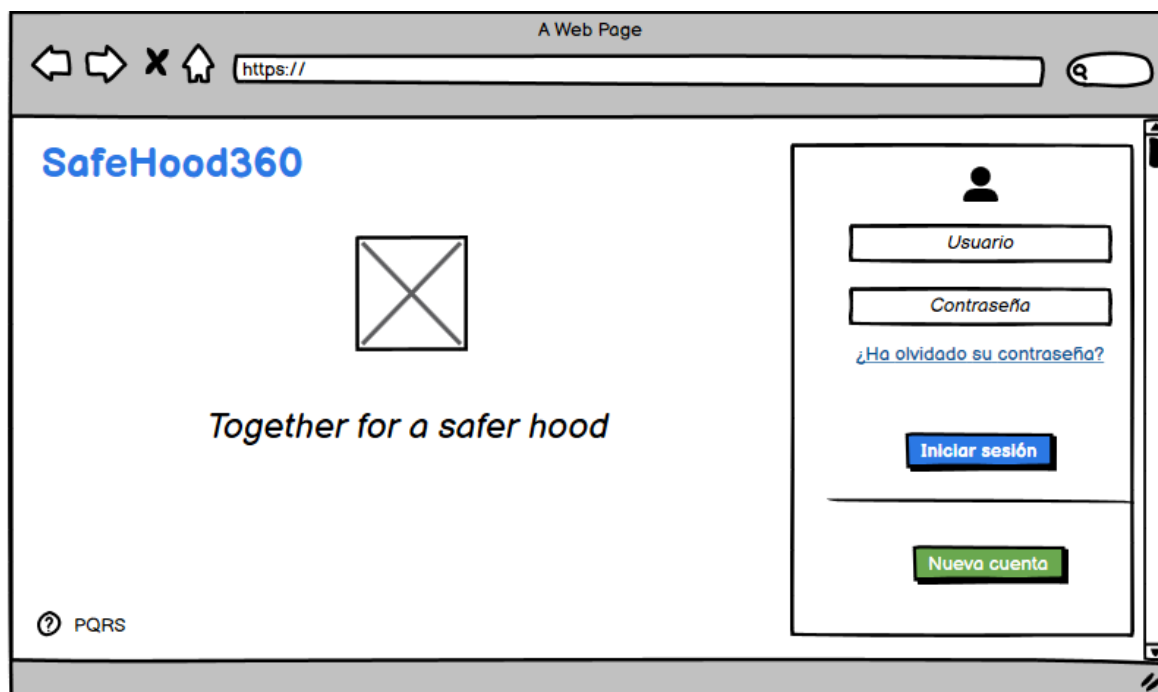 A Web Page
https://
SafeHood360
Usuario
Contraseña
¿Ha olvidado su contraseña?
Together for a safer hood
Iniciar sesión
Nueva cuenta
PQRS